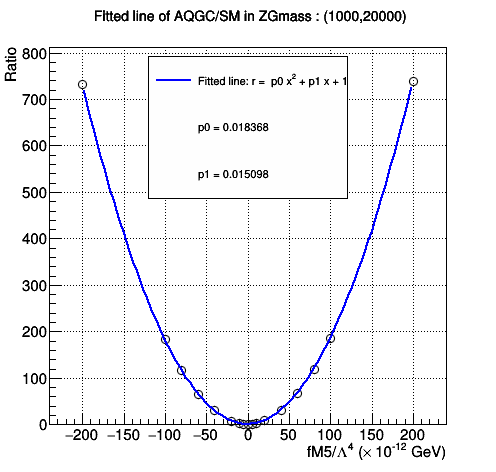 FItted line of AQGC/SM in ZGmass : (1000,20000)
Ratio
800
700
600
500
400
300
200
100
0
Fitted line: r = p0 x² + p1 x + 1
p0 = 0.018368
p1 = 0.015098
−200 −150 −100 −50 0 50 100 150 200
fM5/Λ⁴ (× 10⁻¹² GeV)